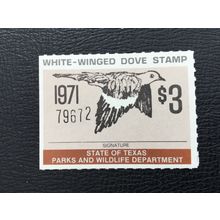 WHITE-WINGED DOVE STAMP
1971 $3
79672
SIGNATURE
STATE OF TEXAS
PARKS AND WILDLIFE DEPARTMENT